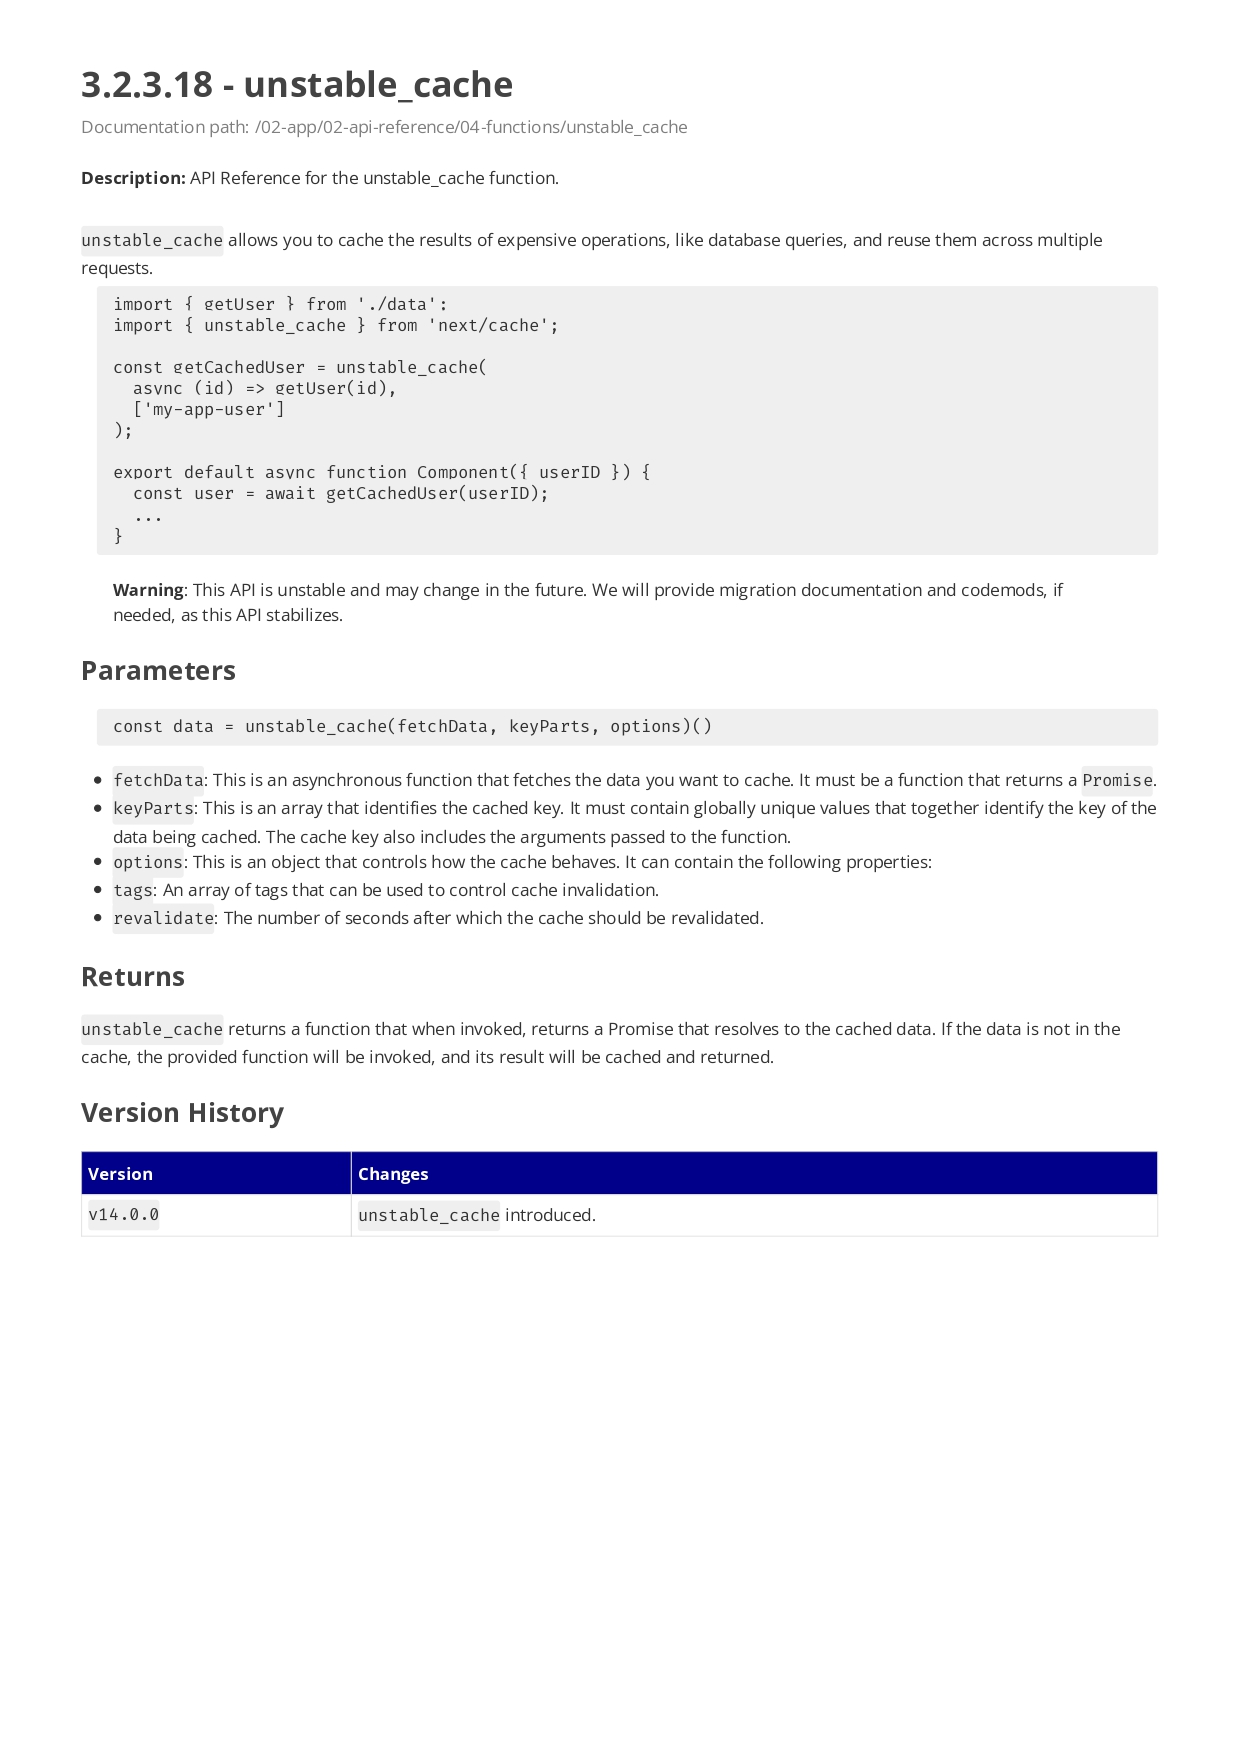 3.2.3.18 - unstable_cache
Documentation path: /02-app/02-api-reference/04-functions/unstable_cache
Description: API Reference for the unstable_cache function.
unstable_cache allows you to cache the results of expensive operations, like database queries, and reuse them across multiple
requests.
import { getUser } from './data';
import { unstable_cache } from 'next/cache';
const getCachedUser = unstable_cache(
  async (id) => getUser(id),
  ['my-app-user']
);
export default async function Component({ userID }) {
  const user = await getCachedUser(userID);
  ...
}
Warning: This API is unstable and may change in the future. We will provide migration documentation and codemods, if
needed, as this API stabilizes.
Parameters
const data = unstable_cache(fetchData, keyParts, options)()
• fetchData: This is an asynchronous function that fetches the data you want to cache. It must be a function that returns a Promise.
• keyParts: This is an array that identifies the cached key. It must contain globally unique values that together identify the key of the
data being cached. The cache key also includes the arguments passed to the function.
• options: This is an object that controls how the cache behaves. It can contain the following properties:
• tags: An array of tags that can be used to control cache invalidation.
• revalidate: The number of seconds after which the cache should be revalidated.
Returns
unstable_cache returns a function that when invoked, returns a Promise that resolves to the cached data. If the data is not in the
cache, the provided function will be invoked, and its result will be cached and returned.
Version History
Version Changes
v14.0.0 unstable_cache introduced.